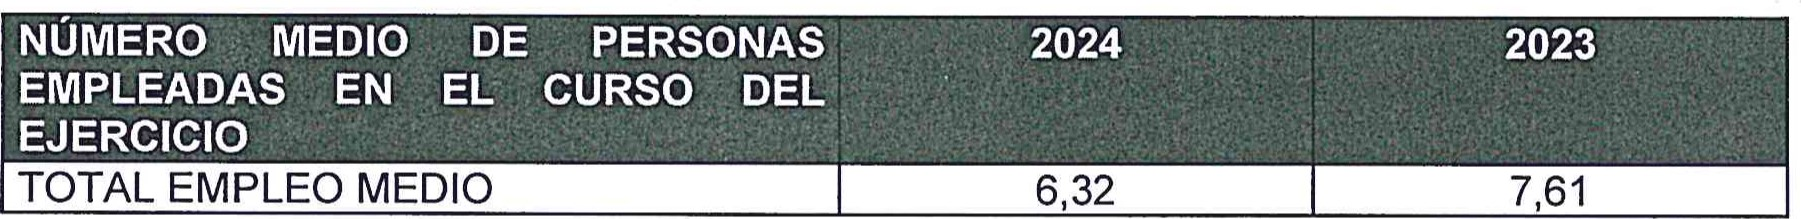 NÚMERO MEDIO DE PERSONAS 2024 2023
EMPLEADAS EN EL CURSO DEL
EJERCICIO
TOTAL EMPLEO MEDIO 6,32 7,61